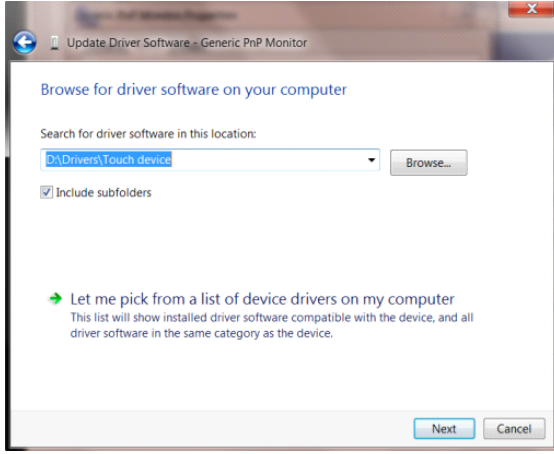 Update Driver Software - Generic PnP Monitor
Browse for driver software on your computer
Search for driver software in this location:
D:\Drivers\Touch device
Browse...
Include subfolders
Let me pick from a list of device drivers on my computer
This list will show installed driver software compatible with the device, and all
driver software in the same category as the device.
Next
Cancel